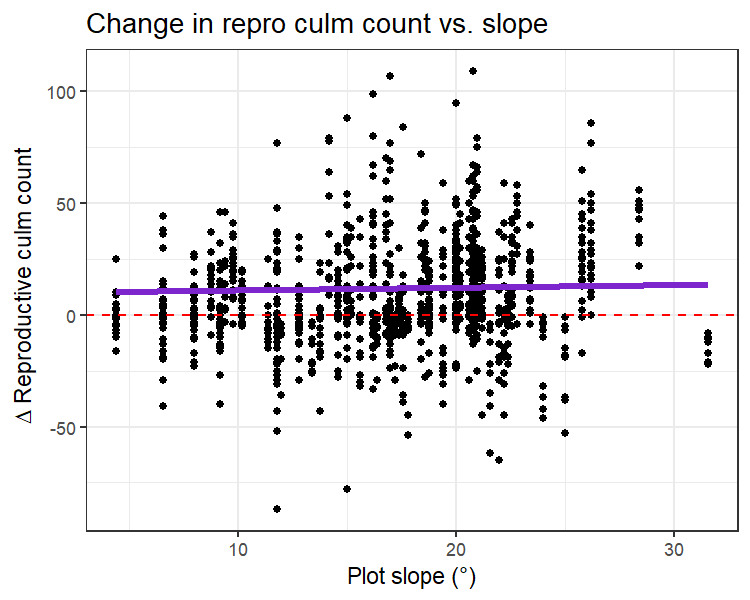 Change in repro culm count vs. slope
100
50
0
-50
Δ Reproductive culm count
10 20 30
Plot slope (°)